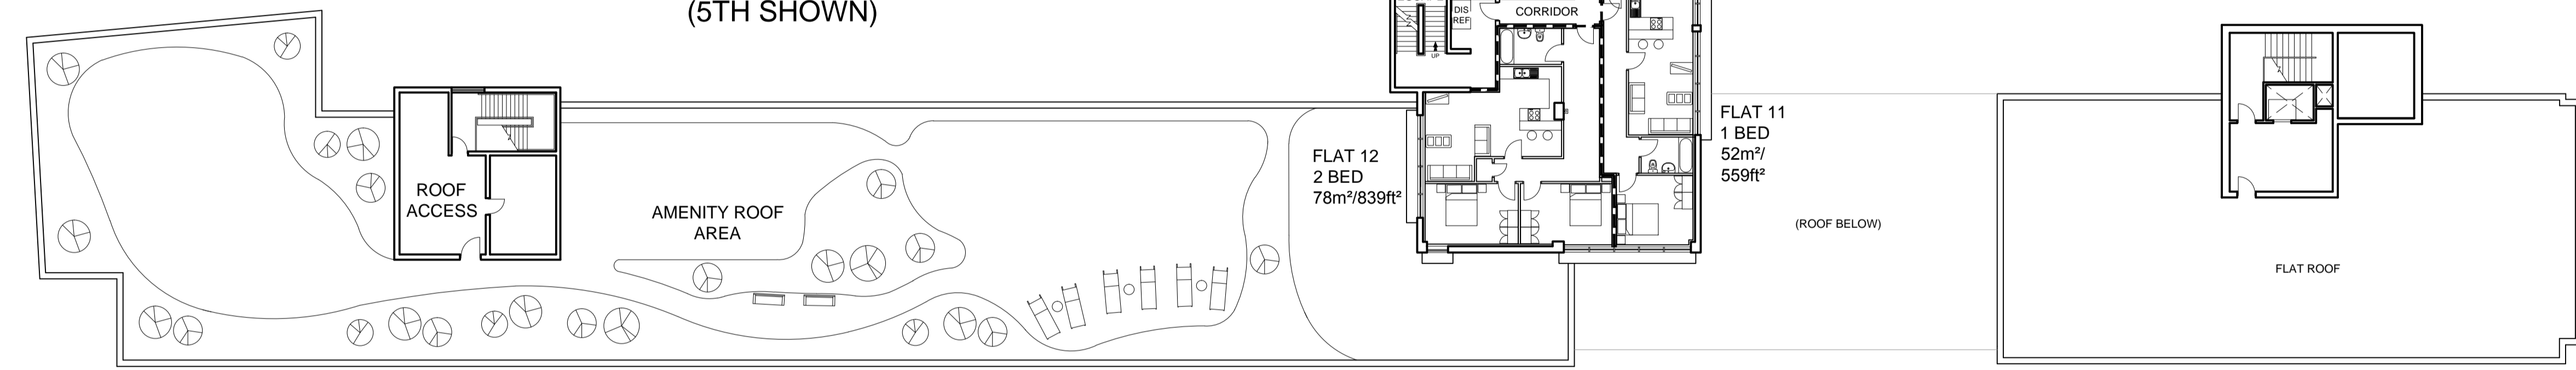 (5TH SHOWN)
DIS
REF
CORRIDOR
UP
FLAT 11
1 BED
52m²/
559ft²
FLAT 12
2 BED
78m²/839ft²
ROOF
ACCESS
AMENITY ROOF
AREA
(ROOF BELOW)
FLAT ROOF